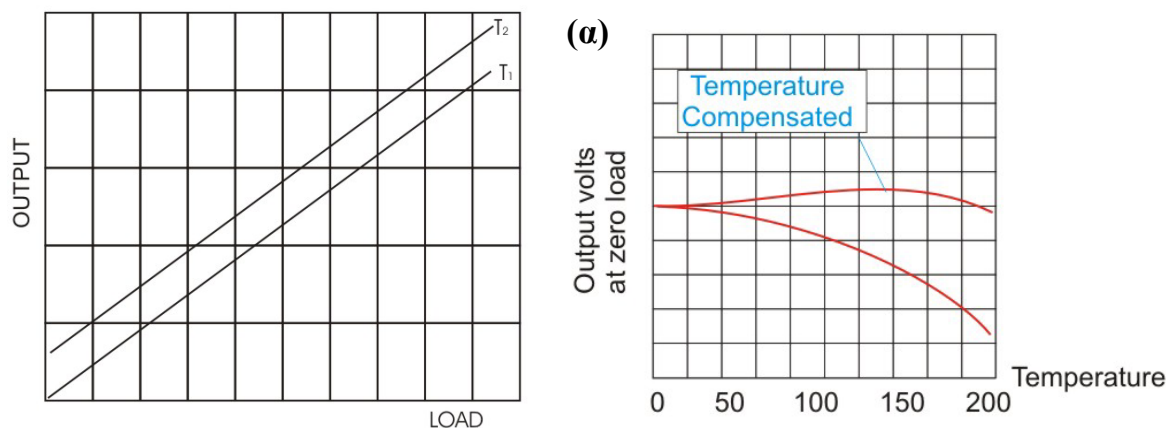 OUTPUT
T2
T1
LOAD
(α)
Temperature
Compensated
Output volts
at zero load
Temperature
0 50 100 150 200